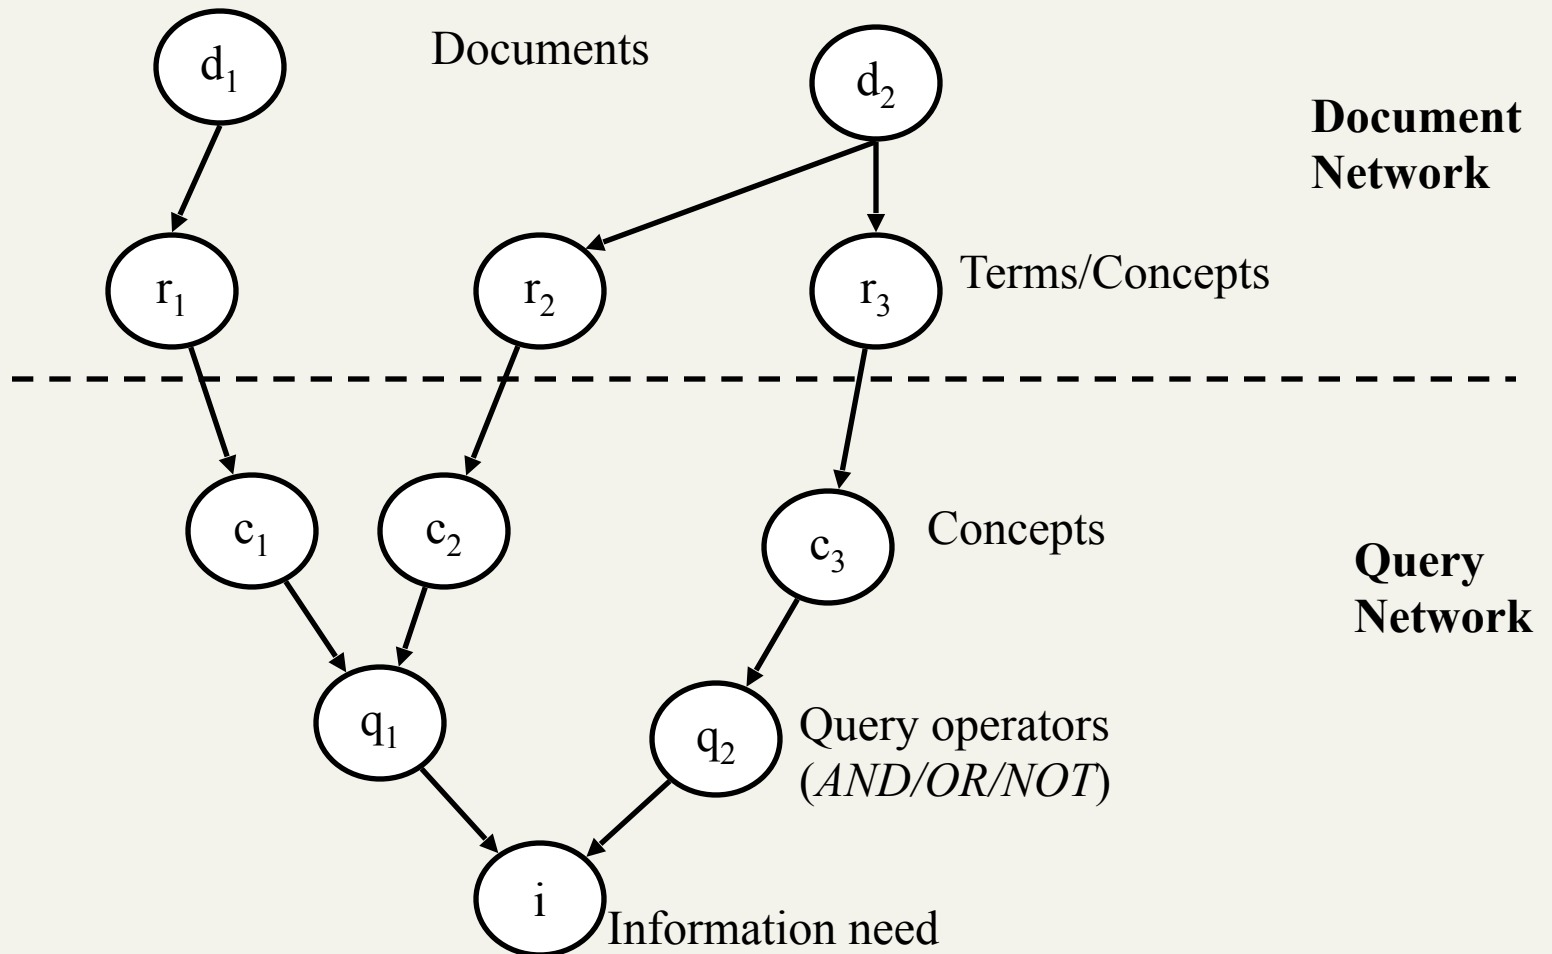 d₁
Documents
d₂
Document
Network
r₁
r₂
r₃
Terms/Concepts
c₁
c₂
c₃
Concepts
Query
Network
q₁
q₂
Query operators
(AND/OR/NOT)
i
Information need